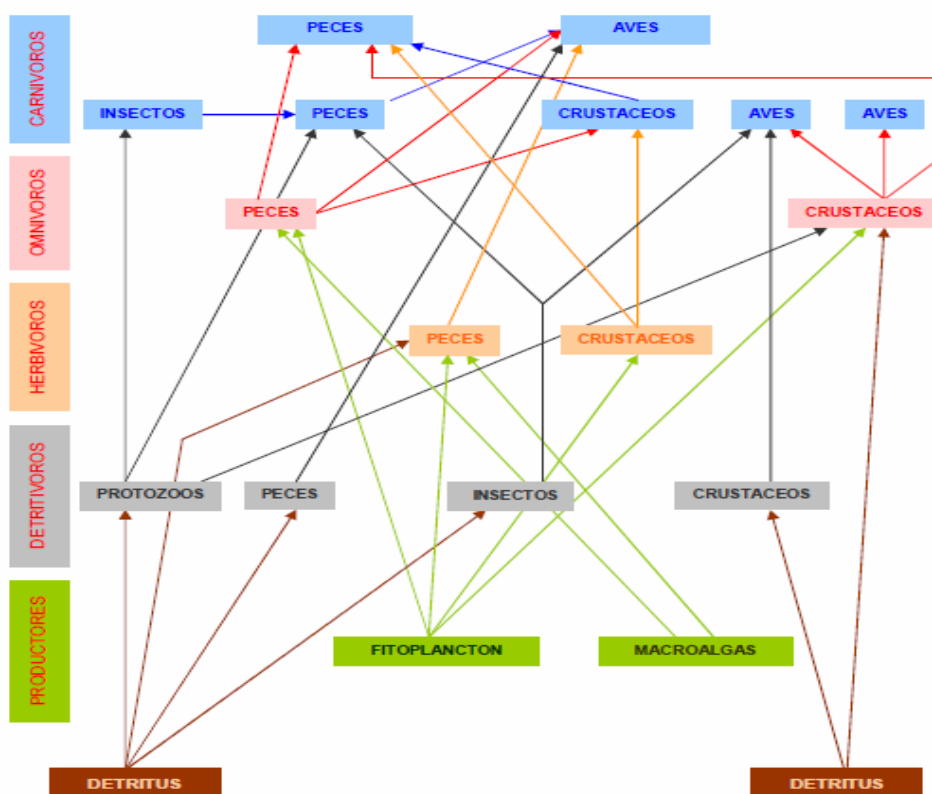 PECES
AVES
CARNIVOROS
INSECTOS
PECES
CRUSTACEOS
AVES
AVES
OMNIVOROS
PECES
CRUSTACEOS
HERBIVOROS
PECES
CRUSTACEOS
DETRITIVOROS
PROTOZOOS
PECES
INSECTOS
CRUSTACEOS
PRODUCTORES
FITOPLANCTON
MACROALGAS
DETRITUS
DETRITUS